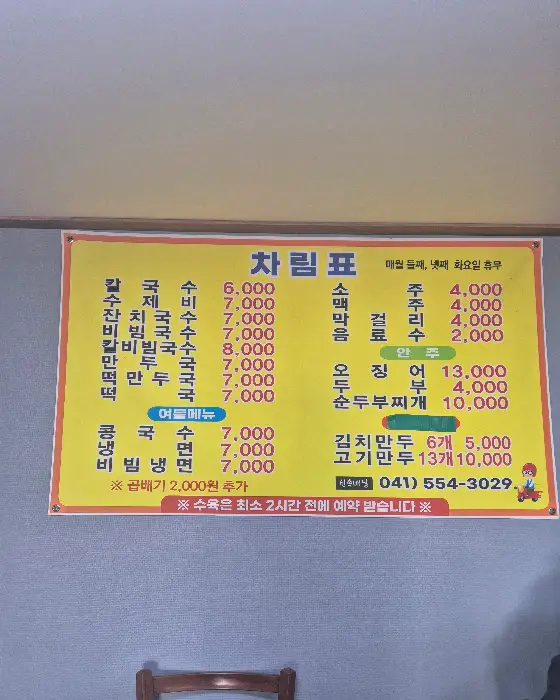 차림표
매월 둘째, 넷째 화요일 휴무
칼국수 6,000
수제비 7,000
잔치국수 7,000
비빔국수 7,000
칼비빔국수 8,000
만두국 7,000
떡만두국 7,000
떡국 7,000
여름메뉴
콩국수 7,000
냉면 7,000
비빔냉면 7,000
※ 곱배기 2,000원 추가
소주 4,000
맥주 4,000
막걸리 4,000
음료수 2,000
안주
오징어 13,000
두부 4,000
순두부찌개 10,000
김치만두 6개 5,000
고기만두 13개 10,000
041) 554-3029
※ 수육은 최소 2시간 전에 예약 받습니다 ※